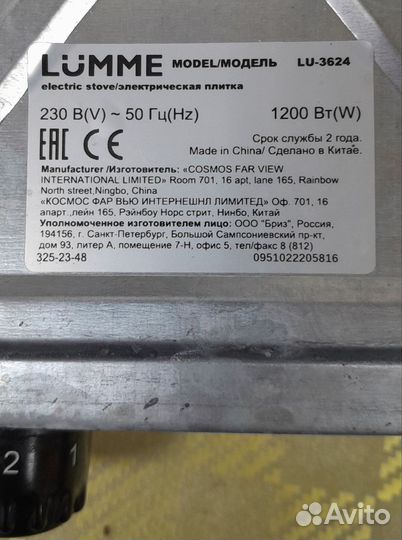 LUMME MODEL/МОДЕЛЬ LU-3624
electric stove/электрическая плитка
230 В(V) ~ 50 Гц(Hz) 1200 Вт(W)
EAC CE
Срок службы 2 года.
Made in China/ Сделано в Китае.
Manufacturer /Изготовитель: «COSMOS FAR VIEW
INTERNATIONAL LIMITED» Room 701, 16 apt, lane 165, Rainbow
North street,Ningbo, China
«КОСМОС ФАР ВЬЮ ИНТЕРНЕШНЛ ЛИМИТЕД» Оф. 701, 16
апарт ,лейн 165, Рэйнбоу Норс стрит, Нинбо, Китай
Уполномоченное изготовителем лицо: ООО "Бриз", Россия,
194156, г. Санкт-Петербург, Большой Сампсониевский пр-кт,
дом 93, литер А, помещение 7-Н, офис 5, тел/факс 8 (812)
325-23-48 0951022205816
2 1
Avito